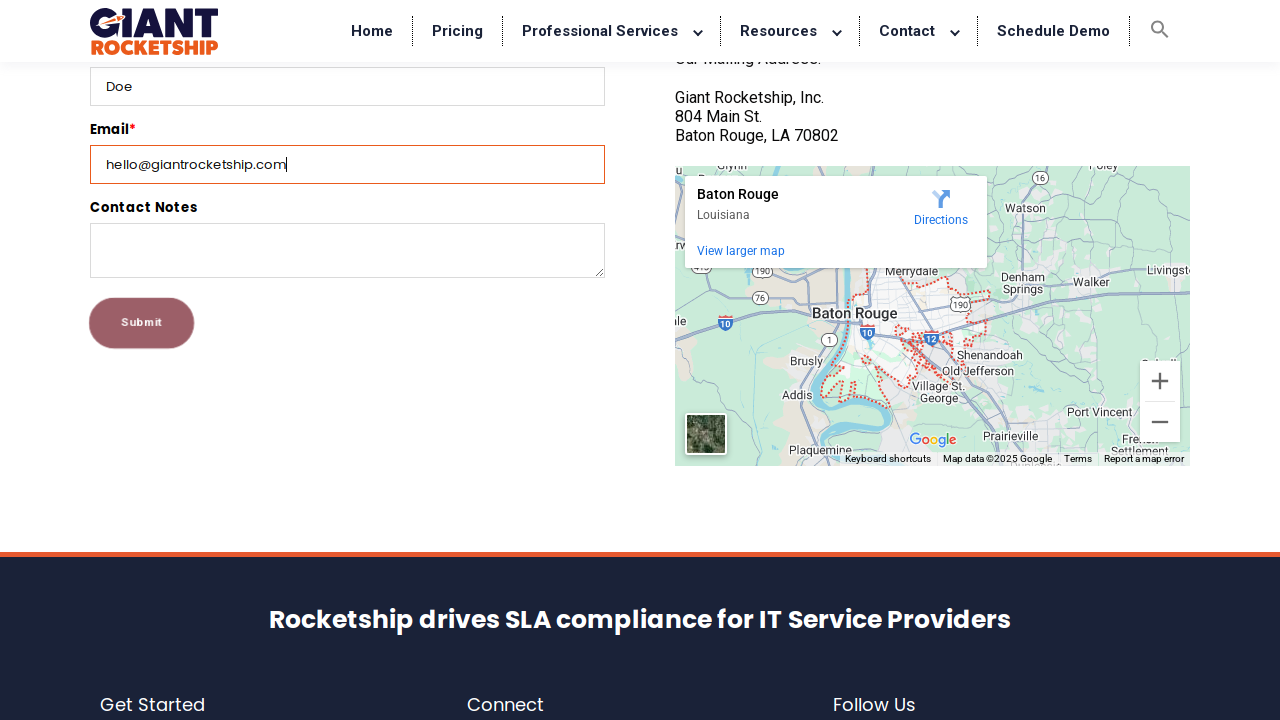 GIANT
ROCKETSHIP
Home
Pricing
Professional Services
Resources
Contact
Schedule Demo
Doe
Email*
hello@giantrocketship.com
Contact Notes
Submit
Our Mailing Address:
Giant Rocketship, Inc.
804 Main St.
Baton Rouge, LA 70802
Baton Rouge
Louisiana
View larger map
Directions
16
Watson
190
Merrydale
Denham
Springs
Walker
Livingst
76
190
10
Baton Rouge
10
12
1
Brusly
Shenandoah
Old Jefferson
Addis
Village St.
George
Port Vincent
French
Settlement
Plaquemine
Google
Prairieville
Keyboard shortcuts
Map data ©2025 Google
Terms
Report a map error
Rocketship drives SLA compliance for IT Service Providers
Get Started
Connect
Follow Us